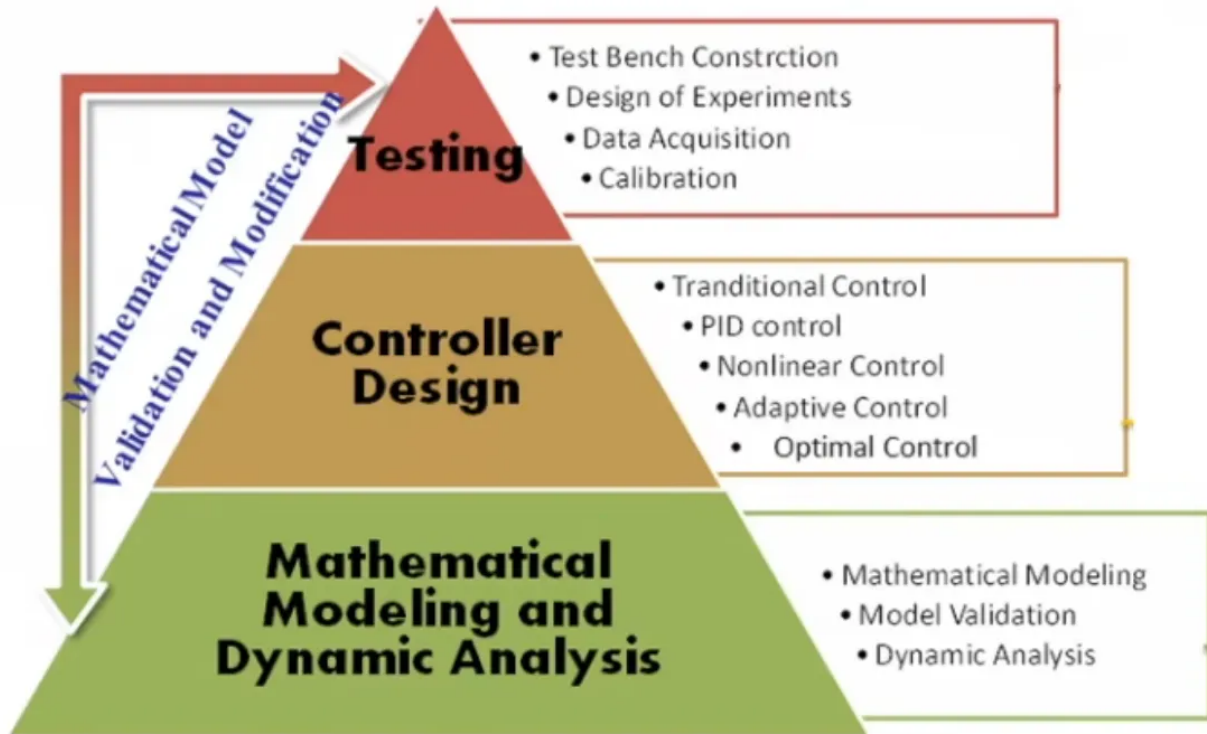 • Test Bench Constrction
• Design of Experiments
• Data Acquisition
• Calibration
Testing
Mathematical Model
Validation and Modification
• Tranditional Control
• PID control
• Nonlinear Control
• Adaptive Control
• Optimal Control
Controller
Design
Mathematical
Modeling and
Dynamic Analysis
• Mathematical Modeling
• Model Validation
• Dynamic Analysis